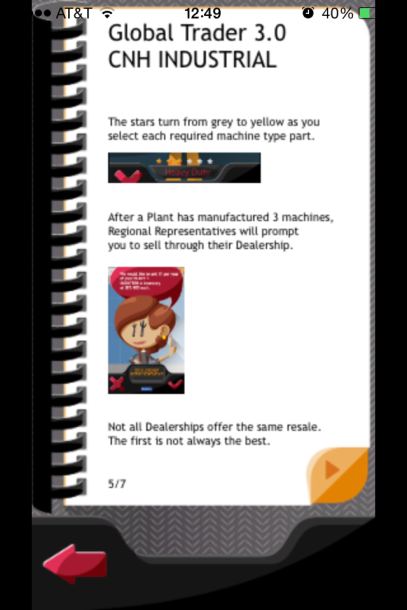 AT&T 12:49 40%
Global Trader 3.0
CNH INDUSTRIAL
The stars turn from grey to yellow as you
select each required machine type part.
Heavy Duty
After a Plant has manufactured 3 machines,
Regional Representatives will prompt
you to sell through their Dealership.
Not all Dealerships offer the same resale.
The first is not always the best.
5/7